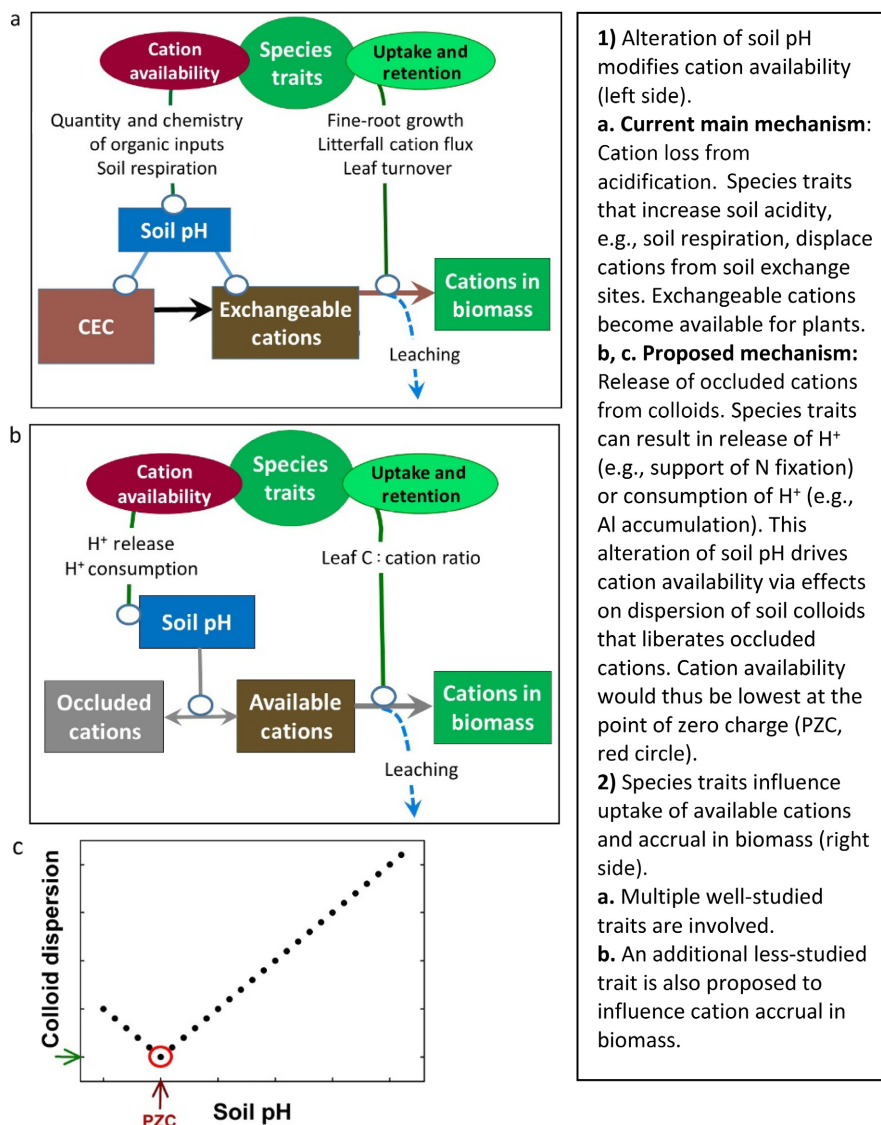 a
Cation
availability
Species
traits
Uptake and
retention
Quantity and chemistry
of organic inputs
Soil respiration
Fine-root growth
Litterfall cation flux
Leaf turnover
Soil pH
CEC
Exchangeable
cations
Cations in
biomass
Leaching
b
Cation
availability
Species
traits
Uptake and
retention
H⁺ release
H⁺ consumption
Leaf C : cation ratio
Soil pH
Occluded
cations
Available
cations
Cations in
biomass
Leaching
c
Colloid dispersion
PZC
Soil pH
1) Alteration of soil pH
modifies cation availability
(left side).
a. Current main mechanism:
Cation loss from
acidification. Species traits
that increase soil acidity,
e.g., soil respiration, displace
cations from soil exchange
sites. Exchangeable cations
become available for plants.
b, c. Proposed mechanism:
Release of occluded cations
from colloids. Species traits
can result in release of H⁺
(e.g., support of N fixation)
or consumption of H⁺ (e.g.,
Al accumulation). This
alteration of soil pH drives
cation availability via effects
on dispersion of soil colloids
that liberates occluded
cations. Cation availability
would thus be lowest at the
point of zero charge (PZC,
red circle).
2) Species traits influence
uptake of available cations
and accrual in biomass (right
side).
a. Multiple well-studied
traits are involved.
b. An additional less-studied
trait is also proposed to
influence cation accrual in
biomass.